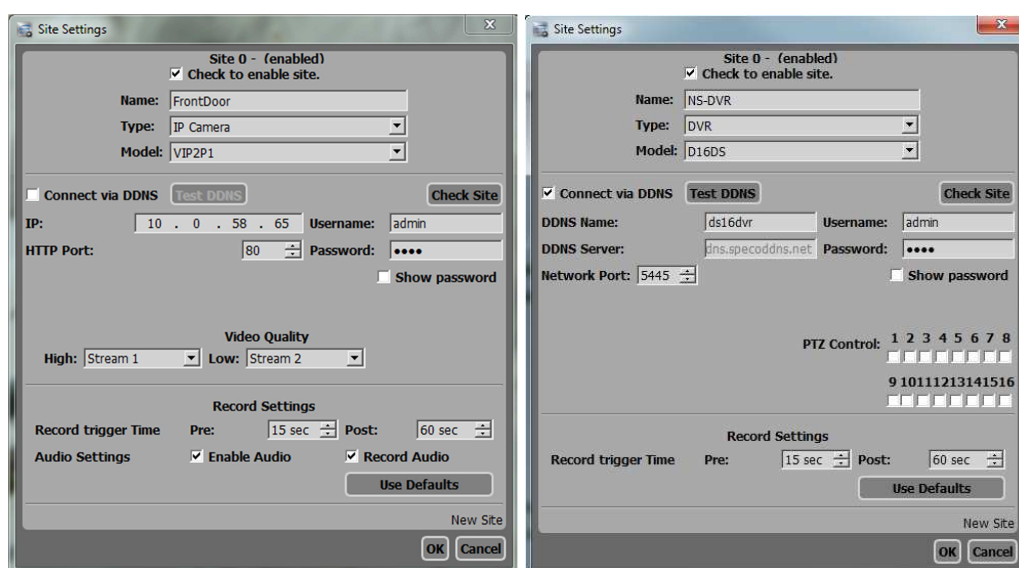 Site Settings
Site 0 - (enabled)
Check to enable site.
Name: FrontDoor
Type: IP Camera
Model: VIP2P1
Connect via DDNS Test DDNS Check Site
IP: 10 . 0 . 58 . 65 Username: admin
HTTP Port: 80 Password: ●●●●
Show password
Video Quality
High: Stream 1 Low: Stream 2
Record Settings
Record trigger Time Pre: 15 sec Post: 60 sec
Audio Settings Enable Audio Record Audio
Use Defaults
New Site
OK Cancel
Site Settings
Site 0 - (enabled)
Check to enable site.
Name: NS-DVR
Type: DVR
Model: D16DS
Connect via DDNS Test DDNS Check Site
DDNS Name: ds16dvr Username: admin
DDNS Server: dns.specoddns.net Password: ●●●●
Network Port: 5445 Show password
PTZ Control: 1 2 3 4 5 6 7 8
9 10111213141516
Record Settings
Record trigger Time Pre: 15 sec Post: 60 sec
Use Defaults
New Site
OK Cancel